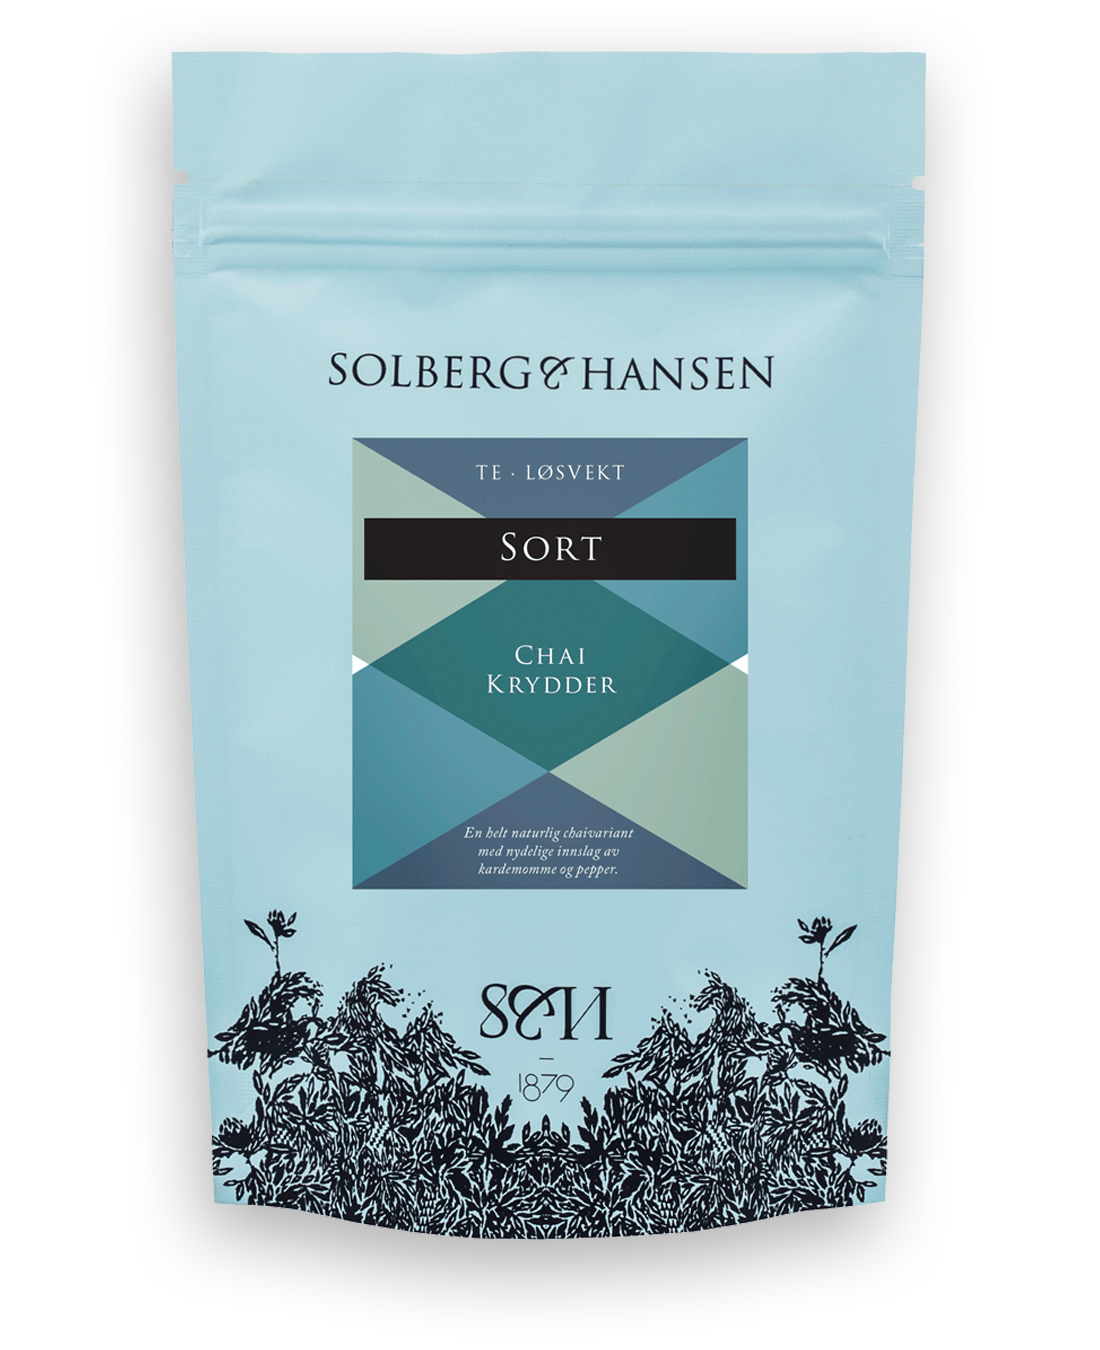 SOLBERG & HANSEN
TE · LØSVEKT
SORT
CHAI
KRYDDER
En helt naturlig chaivariant
med nydelige innslag av
kardemomme og pepper.
S&H
–
1879